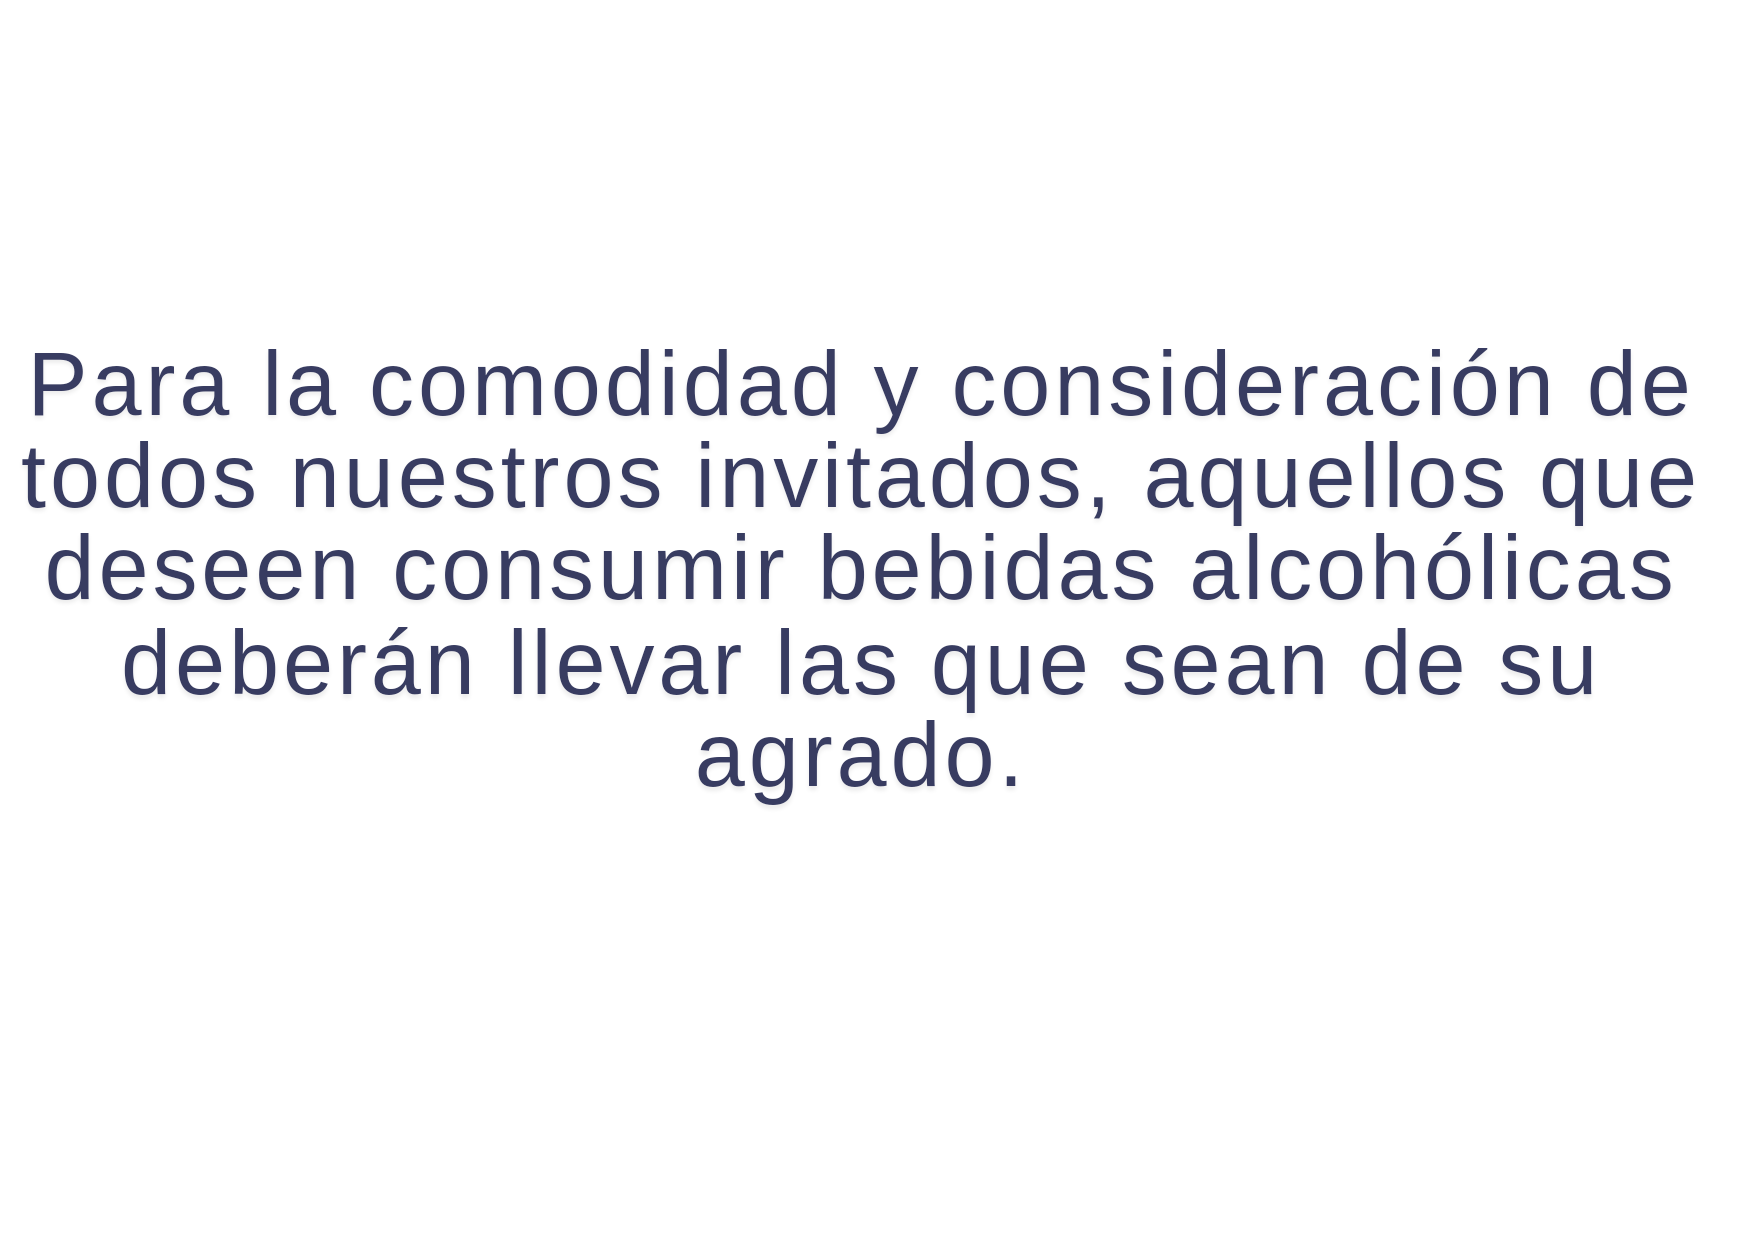 Para la comodidad y consideración de
todos nuestros invitados, aquellos que
deseen consumir bebidas alcohólicas
deberán llevar las que sean de su
agrado.